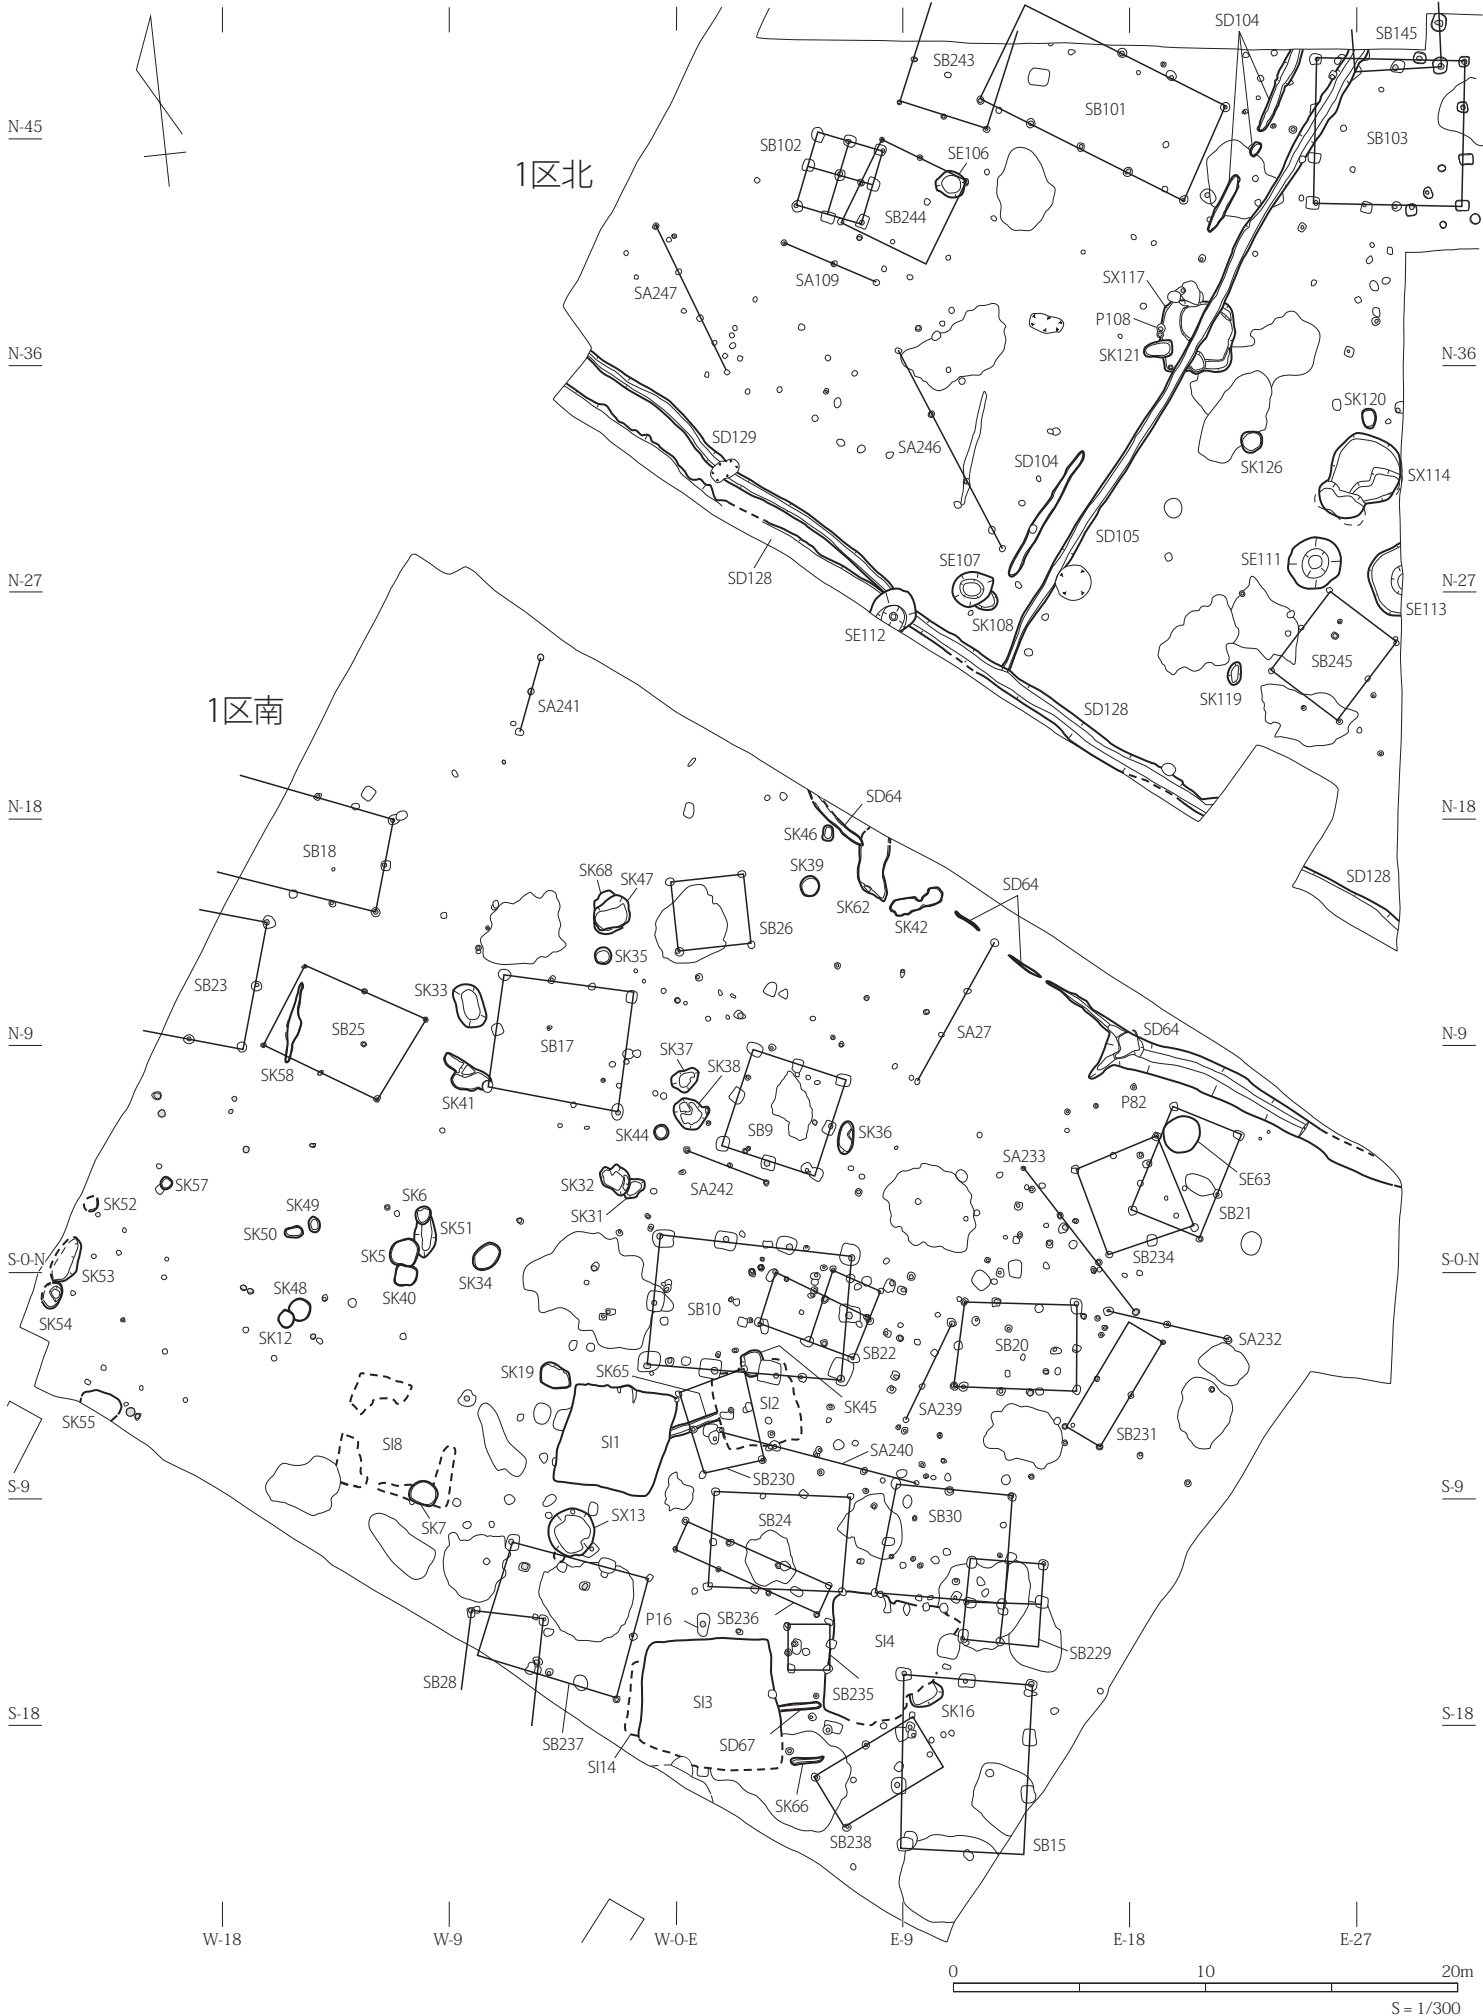 SD104
SB145
SB243
SB101
N-45
SB102
SE106
SB103
1区北
SB244
SA109
SX117
SA247
P108
N-36
SK121
N-36
SK120
SD129
SA246
SD104
SK126
SX114
SD105
SE107
SE111
N-27
SD128
N-27
SK108
SE113
SE112
SB245
SK119
1区南
SA241
SD128
N-18
SD64
N-18
SK46
SB18
SK39
SD128
SK68
SK47
SD64
SK62
SK42
SB26
SK35
SB23
SK33
SB25
SA27
SD64
N-9
SB17
N-9
SK37
SK58
SK38
SK41
P82
SB9
SK44
SK36
SA233
SE63
SK57
SK32
SA242
SK52
SK6
SK49
SK31
SB21
SK51
SK50
SK5
S-0-N
SB234
S-0-N
SK53
SK34
SK40
SK48
SB10
SK54
SK12
SB22
SB20
SA232
SK19
SK65
SK45
SI2
SA239
SK55
SI8
SI1
SB231
SA240
SB230
S-9
S-9
SX13
SB24
SB30
SK7
P16
SB236
SI4
SB229
SB28
SB235
SI3
SK16
S-18
S-18
SB237
SD67
SI14
SK66
SB238
SB15
W-18
W-9
W-0-E
E-9
E-18
E-27
0
10
20m
S = 1/300